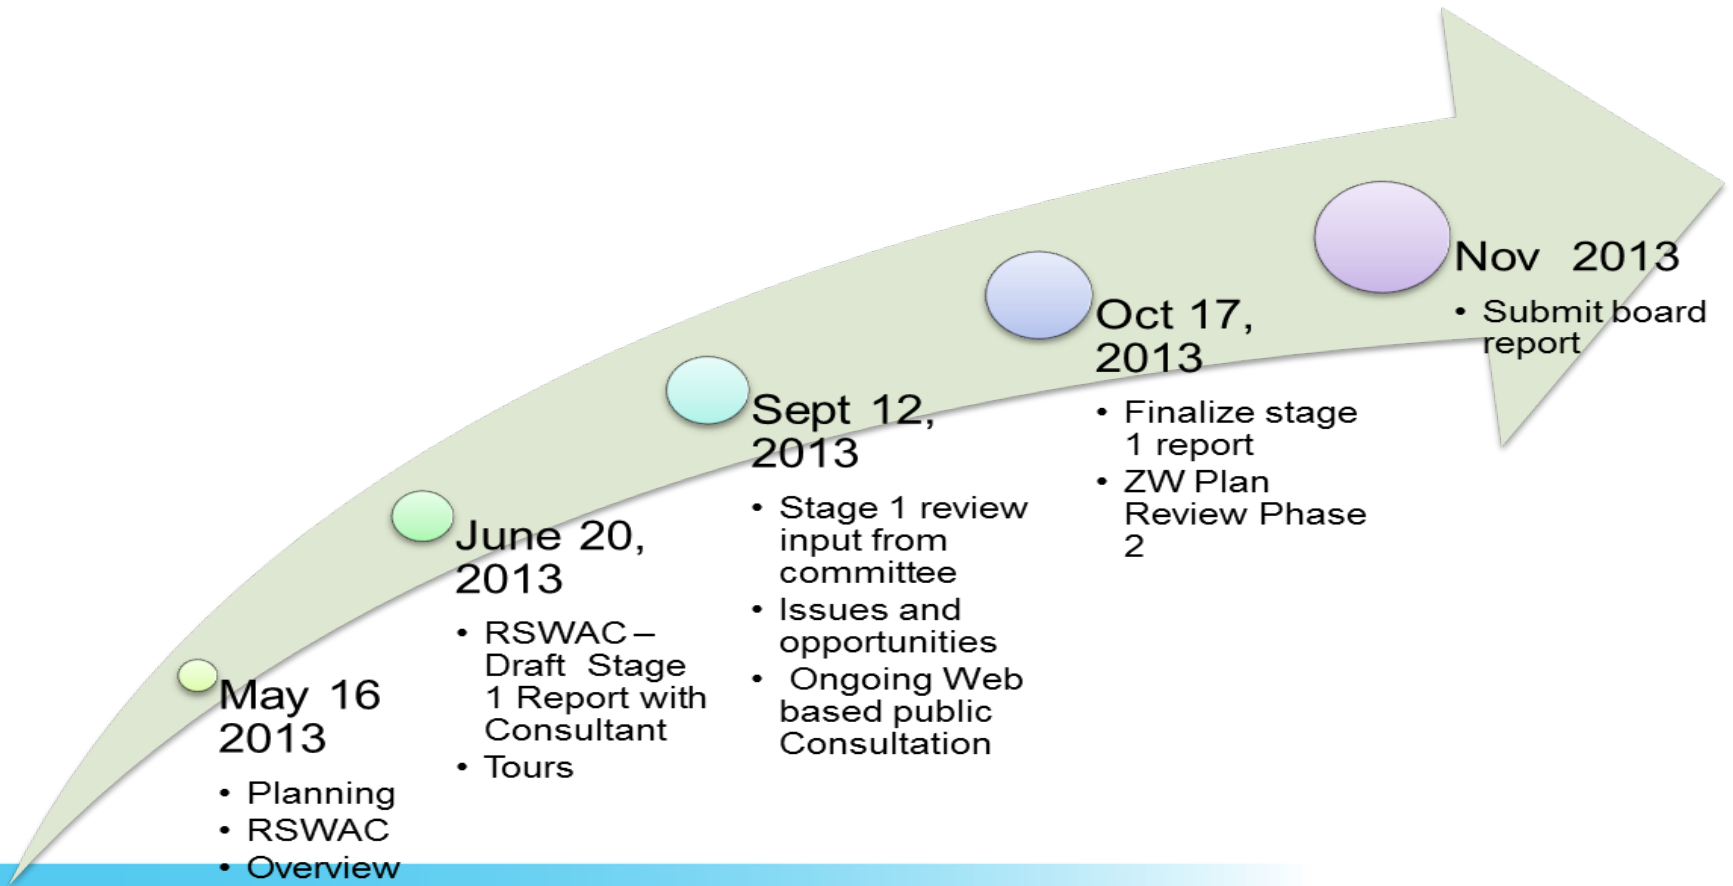 May 16
2013
• Planning
• RSWAC
• Overview
June 20,
2013
• RSWAC –
Draft Stage
1 Report with
Consultant
• Tours
Sept 12,
2013
• Stage 1 review
input from
committee
• Issues and
opportunities
• Ongoing Web
based public
Consultation
Oct 17,
2013
• Finalize stage
1 report
• ZW Plan
Review Phase
2
Nov 2013
• Submit board
report